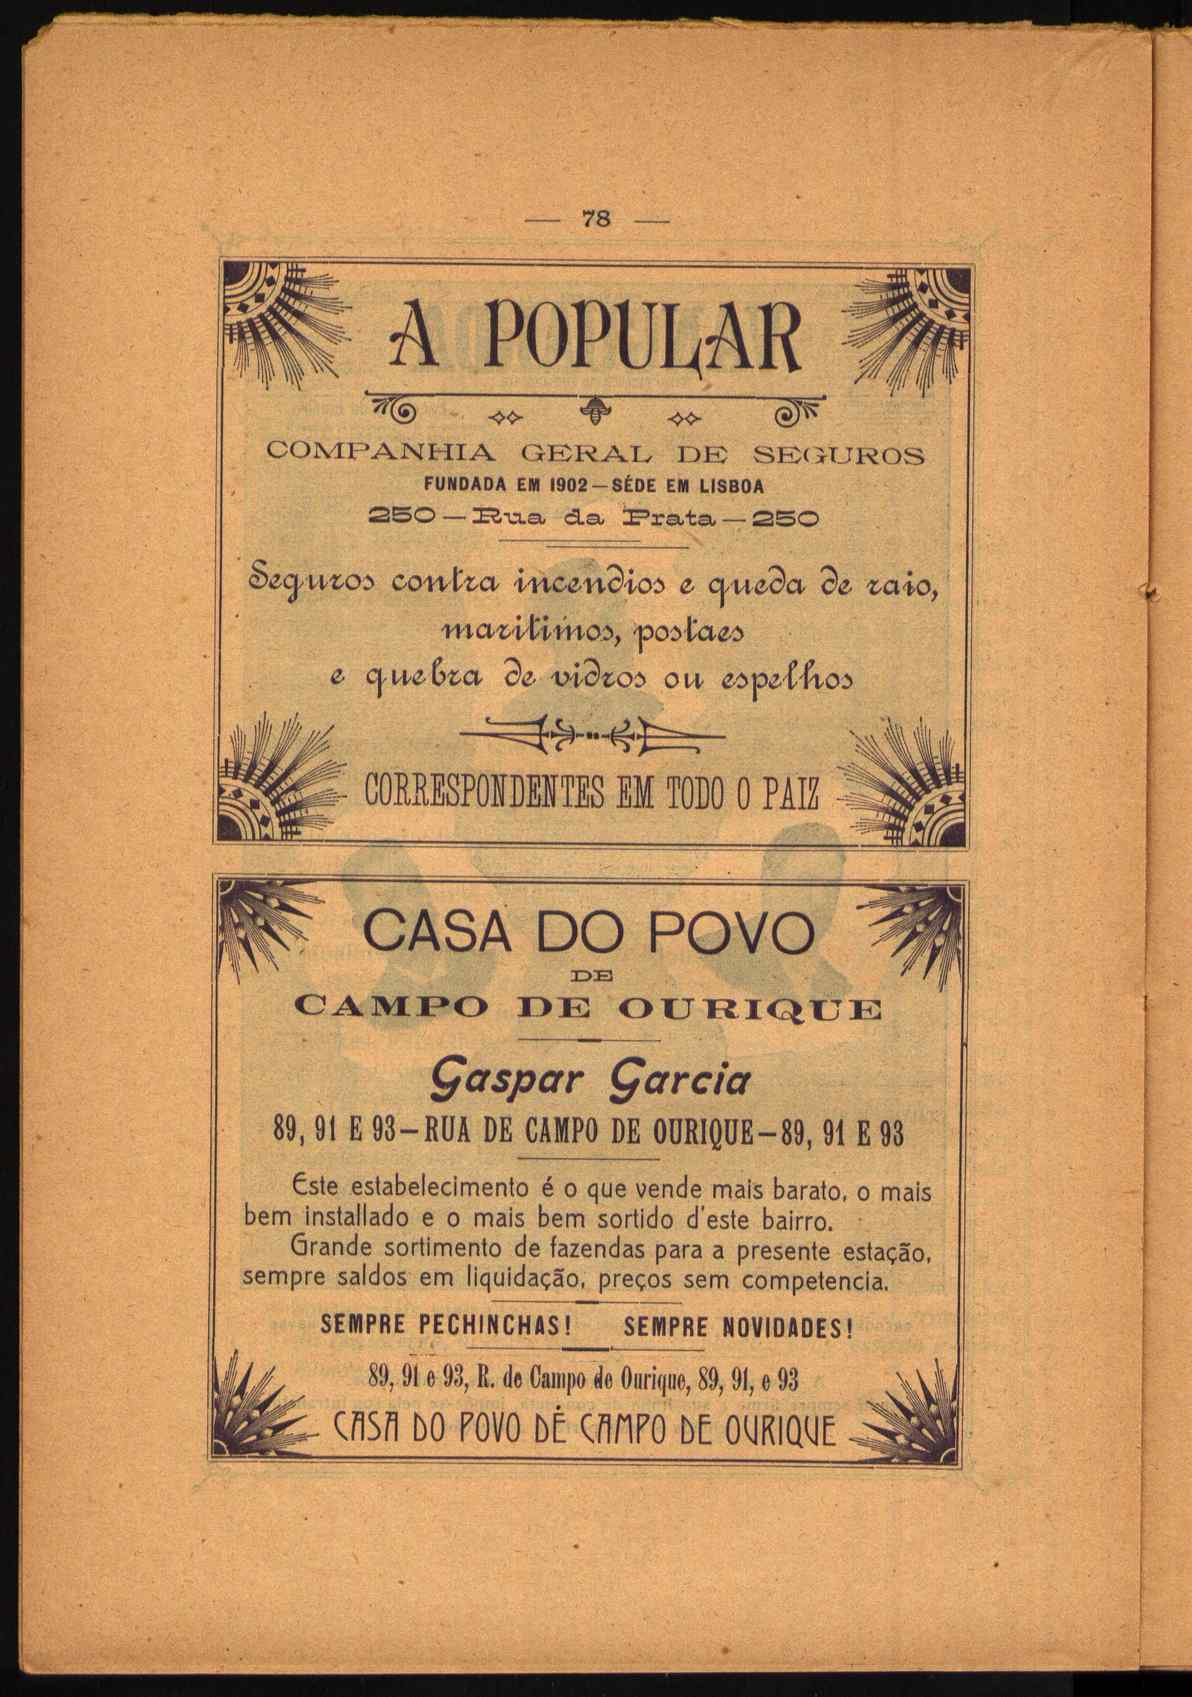 — 78 —
A POPULAR
COMPANHIA GERAL DE SEGUROS
FUNDADA EM 1902—SÉDE EM LISBOA
250—Rua da Prata—250
Seguros contra incendios e queda de raio,
maritimos, postaes
e quebra de vidros ou espelhos
CORRESPONDENTES EM TODO O PAIZ
CASA DO POVO
DE
CAMPO DE OURIQUE
Gaspar Garcia
89, 91 E 93—RUA DE CAMPO DE OURIQUE—89, 91 E 93
Este estabelecimento é o que vende mais barato, o mais
bem installado e o mais bem sortido d'este bairro.
Grande sortimento de fazendas para a presente estação,
sempre saldos em liquidação, preços sem competencia.
SEMPRE PECHINCHAS! SEMPRE NOVIDADES!
89, 91 e 93, R. de Campo de Ourique, 89, 91, e 93
CASA DO POVO DE CAMPO DE OURIQUE